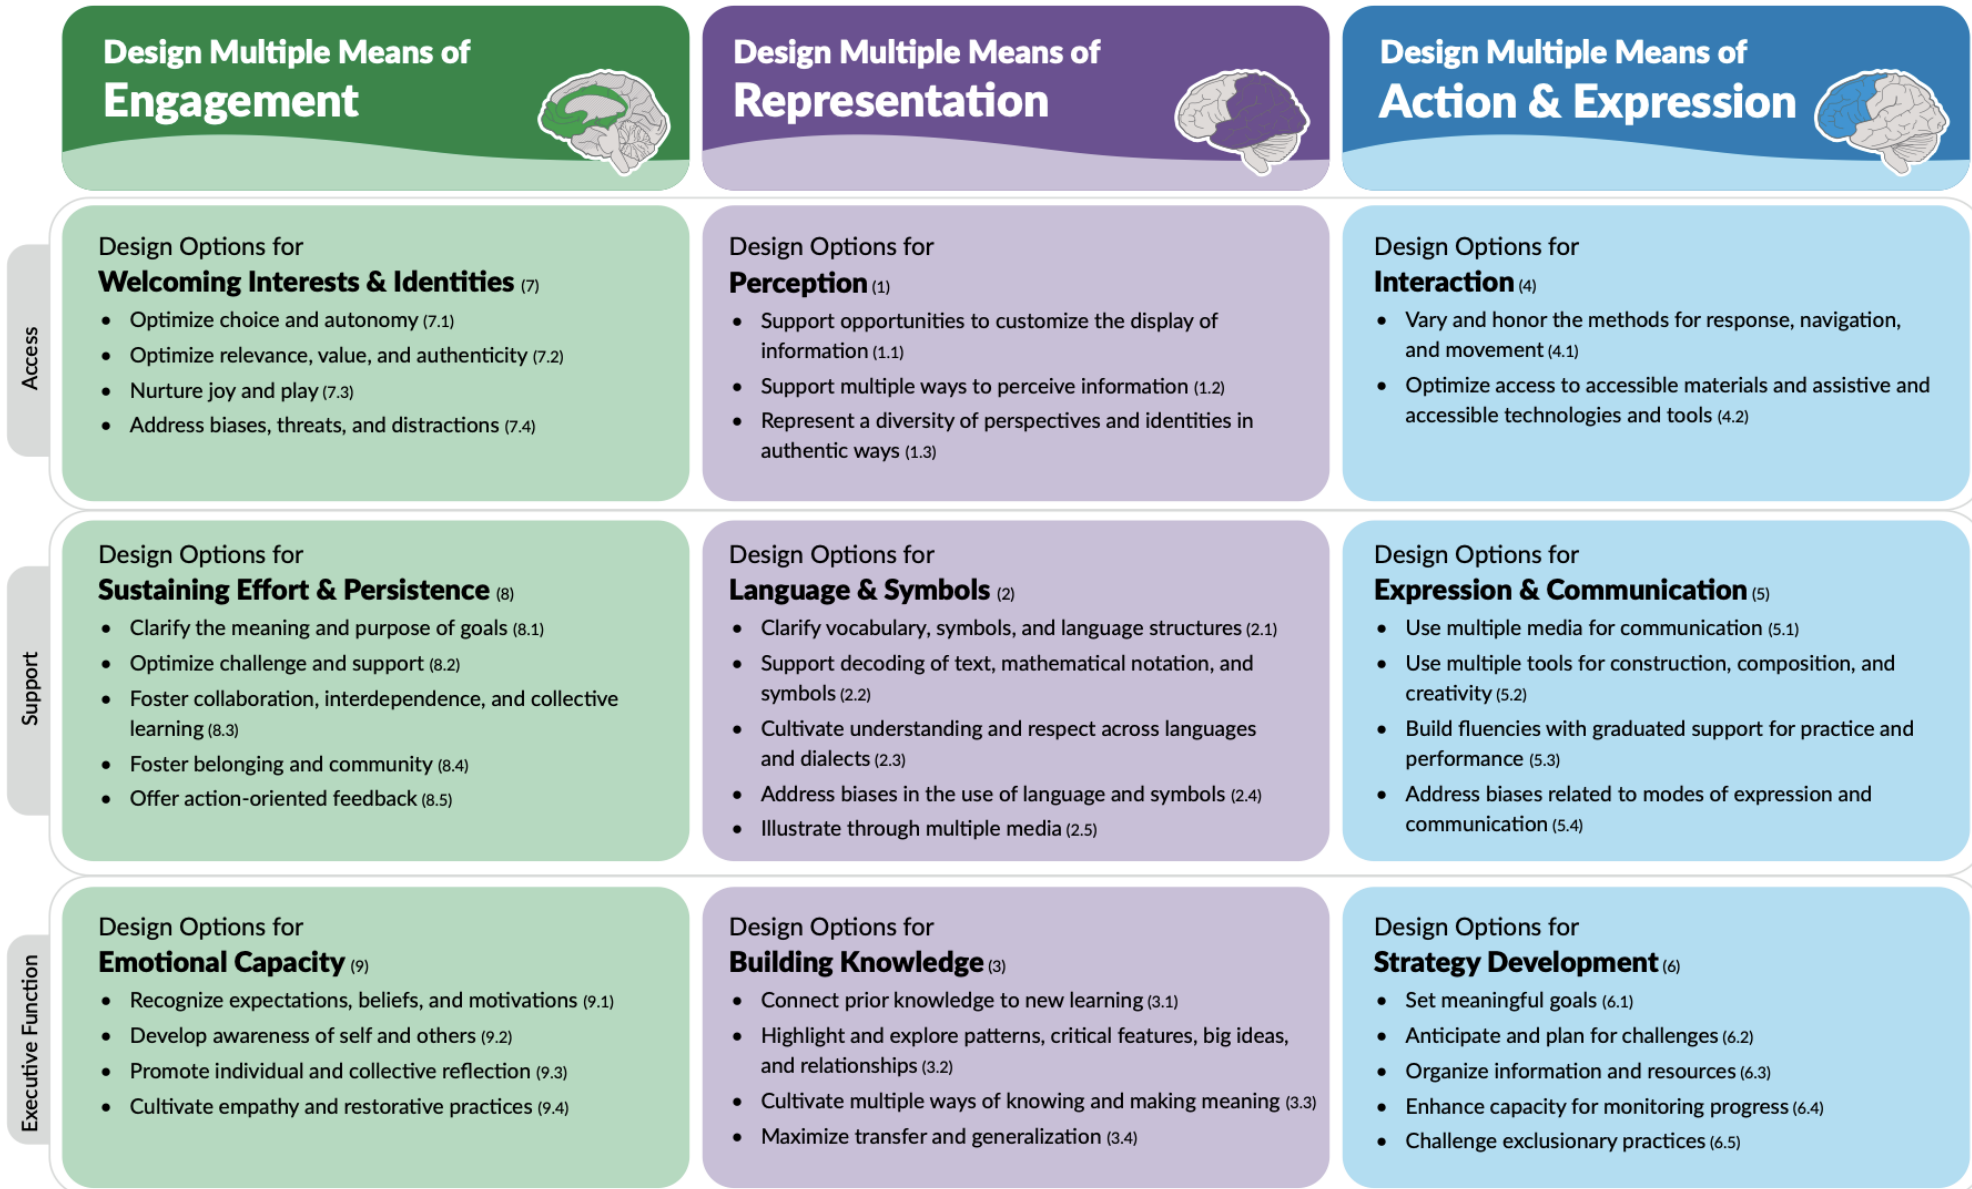 Design Multiple Means of
Engagement
Design Multiple Means of
Representation
Design Multiple Means of
Action & Expression
Access
Design Options for
Welcoming Interests & Identities (7)
• Optimize choice and autonomy (7.1)
• Optimize relevance, value, and authenticity (7.2)
• Nurture joy and play (7.3)
• Address biases, threats, and distractions (7.4)
Design Options for
Perception (1)
• Support opportunities to customize the display of
information (1.1)
• Support multiple ways to perceive information (1.2)
• Represent a diversity of perspectives and identities in
authentic ways (1.3)
Design Options for
Interaction (4)
• Vary and honor the methods for response, navigation,
and movement (4.1)
• Optimize access to accessible materials and assistive and
accessible technologies and tools (4.2)
Support
Design Options for
Sustaining Effort & Persistence (8)
• Clarify the meaning and purpose of goals (8.1)
• Optimize challenge and support (8.2)
• Foster collaboration, interdependence, and collective
learning (8.3)
• Foster belonging and community (8.4)
• Offer action-oriented feedback (8.5)
Design Options for
Language & Symbols (2)
• Clarify vocabulary, symbols, and language structures (2.1)
• Support decoding of text, mathematical notation, and
symbols (2.2)
• Cultivate understanding and respect across languages
and dialects (2.3)
• Address biases in the use of language and symbols (2.4)
• Illustrate through multiple media (2.5)
Design Options for
Expression & Communication (5)
• Use multiple media for communication (5.1)
• Use multiple tools for construction, composition, and
creativity (5.2)
• Build fluencies with graduated support for practice and
performance (5.3)
• Address biases related to modes of expression and
communication (5.4)
Executive Function
Design Options for
Emotional Capacity (9)
• Recognize expectations, beliefs, and motivations (9.1)
• Develop awareness of self and others (9.2)
• Promote individual and collective reflection (9.3)
• Cultivate empathy and restorative practices (9.4)
Design Options for
Building Knowledge (3)
• Connect prior knowledge to new learning (3.1)
• Highlight and explore patterns, critical features, big ideas,
and relationships (3.2)
• Cultivate multiple ways of knowing and making meaning (3.3)
• Maximize transfer and generalization (3.4)
Design Options for
Strategy Development (6)
• Set meaningful goals (6.1)
• Anticipate and plan for challenges (6.2)
• Organize information and resources (6.3)
• Enhance capacity for monitoring progress (6.4)
• Challenge exclusionary practices (6.5)